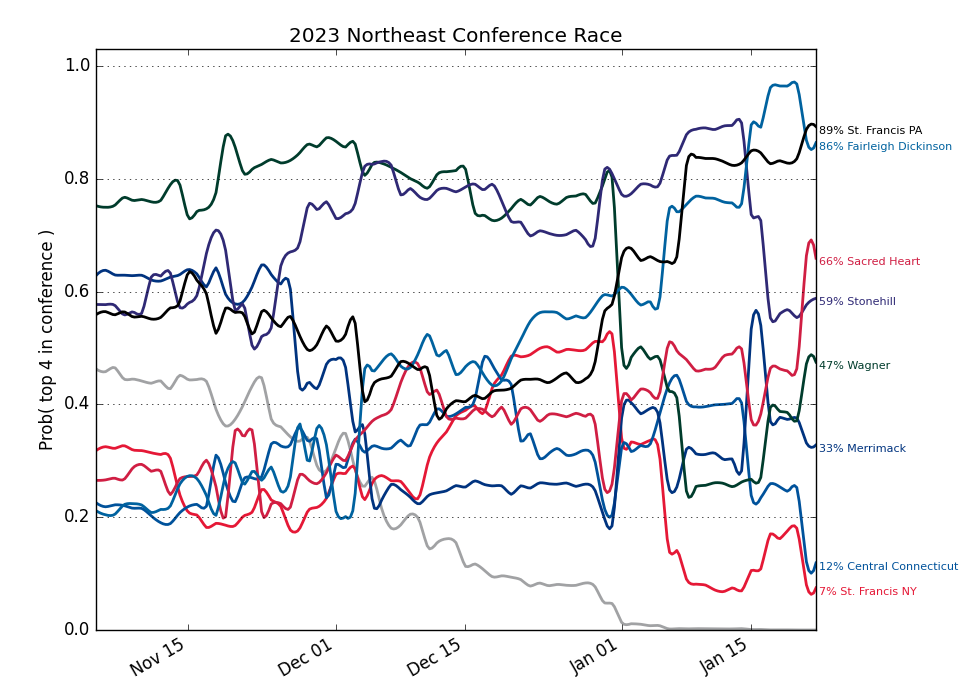 2023 Northeast Conference Race
Prob( top 4 in conference )
1.0
0.8
0.6
0.4
0.2
0.0
Nov 15
Dec 01
Dec 15
Jan 01
Jan 15
89% St. Francis PA
86% Fairleigh Dickinson
66% Sacred Heart
59% Stonehill
47% Wagner
33% Merrimack
12% Central Connecticut
7% St. Francis NY